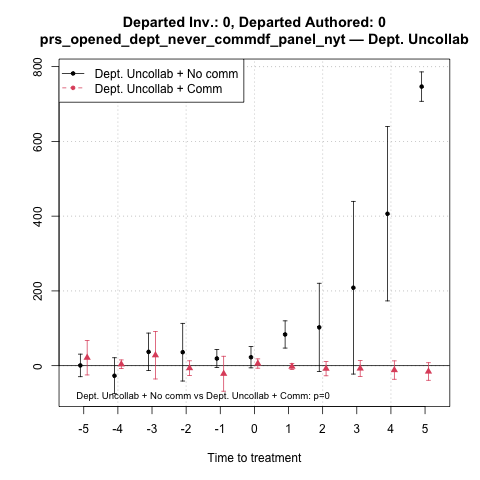 Departed Inv.: 0, Departed Authored: 0
prs_opened_dept_never_commdf_panel_nyt — Dept. Uncollab
Dept. Uncollab + No comm
Dept. Uncollab + Comm
800
600
400
200
0
Dept. Uncollab + No comm vs Dept. Uncollab + Comm: p=0
-5 -4 -3 -2 -1 0 1 2 3 4 5
Time to treatment